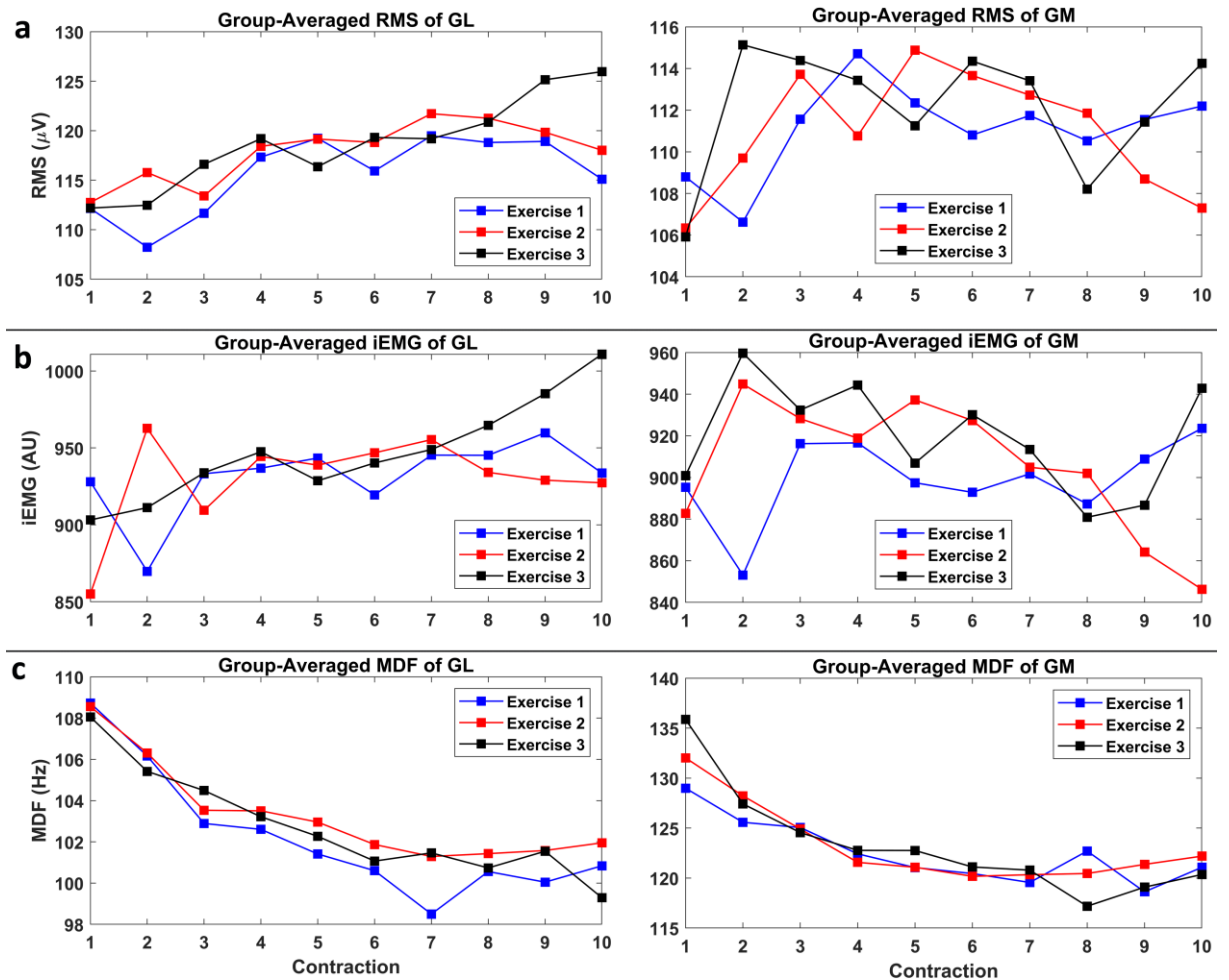 a
Group-Averaged RMS of GL
RMS (μV)
130
125
120
115
110
105
1 2 3 4 5 6 7 8 9 10
Exercise 1
Exercise 2
Exercise 3
Group-Averaged RMS of GM
116
114
112
110
108
106
104
1 2 3 4 5 6 7 8 9 10
Exercise 1
Exercise 2
Exercise 3
b
Group-Averaged iEMG of GL
iEMG (AU)
1000
950
900
850
1 2 3 4 5 6 7 8 9 10
Exercise 1
Exercise 2
Exercise 3
Group-Averaged iEMG of GM
960
940
920
900
880
860
840
1 2 3 4 5 6 7 8 9 10
Exercise 1
Exercise 2
Exercise 3
c
Group-Averaged MDF of GL
MDF (Hz)
110
108
106
104
102
100
98
1 2 3 4 5 6 7 8 9 10
Contraction
Exercise 1
Exercise 2
Exercise 3
Group-Averaged MDF of GM
140
135
130
125
120
115
1 2 3 4 5 6 7 8 9 10
Contraction
Exercise 1
Exercise 2
Exercise 3